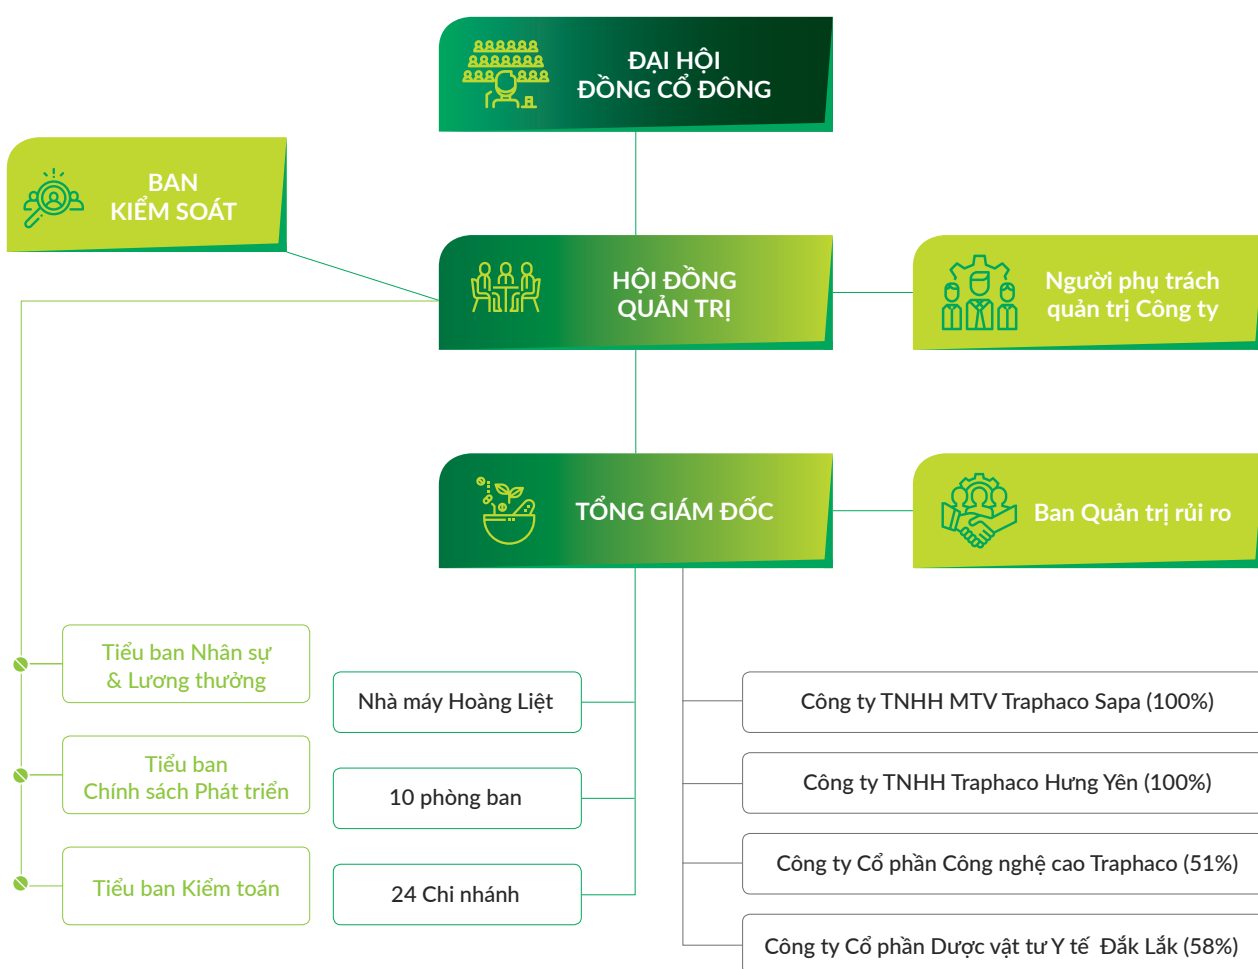 ĐẠI HỘI
ĐỒNG CỔ ĐÔNG
BAN
KIỂM SOÁT
HỘI ĐỒNG
QUẢN TRỊ
Người phụ trách
quản trị Công ty
TỔNG GIÁM ĐỐC
Ban Quản trị rủi ro
Tiểu ban Nhân sự
& Lương thưởng
Tiểu ban
Chính sách Phát triển
Tiểu ban Kiểm toán
Nhà máy Hoàng Liệt
10 phòng ban
24 Chi nhánh
Công ty TNHH MTV Traphaco Sapa (100%)
Công ty TNHH Traphaco Hưng Yên (100%)
Công ty Cổ phần Công nghệ cao Traphaco (51%)
Công ty Cổ phần Dược vật tư Y tế Đắk Lắk (58%)